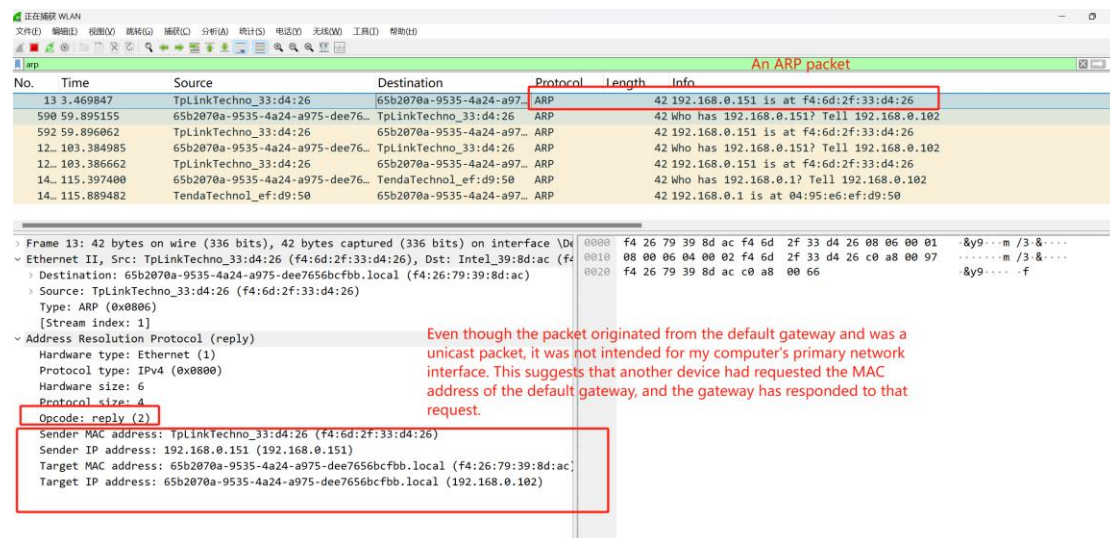 正在捕获 WLAN
文件(F) 编辑(E) 视图(V) 跳转(G) 捕获(C) 分析(A) 统计(S) 电话(Y) 无线(W) 工具(T) 帮助(H)
arp
An ARP packet
No. Time Source Destination Protocol Length Info
13 3.469847 TpLinkTechno_33:d4:26 65b2070a-9535-4a24-a97… ARP 42 192.168.0.151 is at f4:6d:2f:33:d4:26
590 59.895155 65b2070a-9535-4a24-a975-dee76… TpLinkTechno_33:d4:26 ARP 42 Who has 192.168.0.151? Tell 192.168.0.102
592 59.896062 TpLinkTechno_33:d4:26 65b2070a-9535-4a24-a97… ARP 42 192.168.0.151 is at f4:6d:2f:33:d4:26
12… 103.384985 65b2070a-9535-4a24-a975-dee76… TpLinkTechno_33:d4:26 ARP 42 Who has 192.168.0.151? Tell 192.168.0.102
12… 103.386662 TpLinkTechno_33:d4:26 65b2070a-9535-4a24-a97… ARP 42 192.168.0.151 is at f4:6d:2f:33:d4:26
14… 115.397400 65b2070a-9535-4a24-a975-dee76… TendaTechnol_ef:d9:50 ARP 42 Who has 192.168.0.1? Tell 192.168.0.102
14… 115.889482 TendaTechnol_ef:d9:50 65b2070a-9535-4a24-a97… ARP 42 192.168.0.1 is at 04:95:e6:ef:d9:50
Frame 13: 42 bytes on wire (336 bits), 42 bytes captured (336 bits) on interface \De
Ethernet II, Src: TpLinkTechno_33:d4:26 (f4:6d:2f:33:d4:26), Dst: Intel_39:8d:ac (f4
Destination: 65b2070a-9535-4a24-a975-dee7656bcfbb.local (f4:26:79:39:8d:ac)
Source: TpLinkTechno_33:d4:26 (f4:6d:2f:33:d4:26)
Type: ARP (0x0806)
[Stream index: 1]
Address Resolution Protocol (reply)
Hardware type: Ethernet (1)
Protocol type: IPv4 (0x0800)
Hardware size: 6
Protocol size: 4
Opcode: reply (2)
Sender MAC address: TpLinkTechno_33:d4:26 (f4:6d:2f:33:d4:26)
Sender IP address: 192.168.0.151 (192.168.0.151)
Target MAC address: 65b2070a-9535-4a24-a975-dee7656bcfbb.local (f4:26:79:39:8d:ac)
Target IP address: 65b2070a-9535-4a24-a975-dee7656bcfbb.local (192.168.0.102)
0000 f4 26 79 39 8d ac f4 6d 2f 33 d4 26 08 06 00 01 ·&y9···m /3·&····
0010 08 00 06 04 00 02 f4 6d 2f 33 d4 26 c0 a8 00 97 ·······m /3·&····
0020 f4 26 79 39 8d ac c0 a8 00 66 ·&y9···· ·f
Even though the packet originated from the default gateway and was a
unicast packet, it was not intended for my computer's primary network
interface. This suggests that another device had requested the MAC
address of the default gateway, and the gateway has responded to that
request.